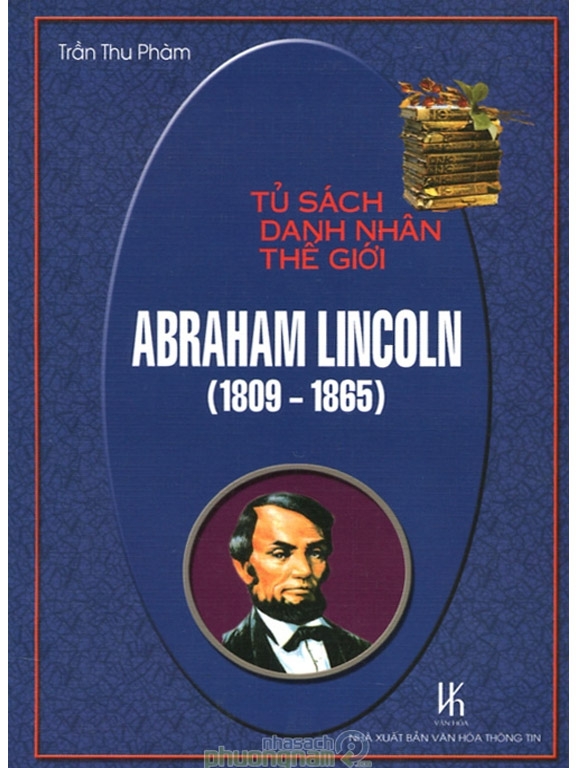 Trần Thu Phàm
TỦ SÁCH
DANH NHÂN
THẾ GIỚI
ABRAHAM LINCOLN
(1809 - 1865)
VĂN HÓA
NHÀ XUẤT BẢN VĂN HÓA THÔNG TIN
nhasach
phuongnam